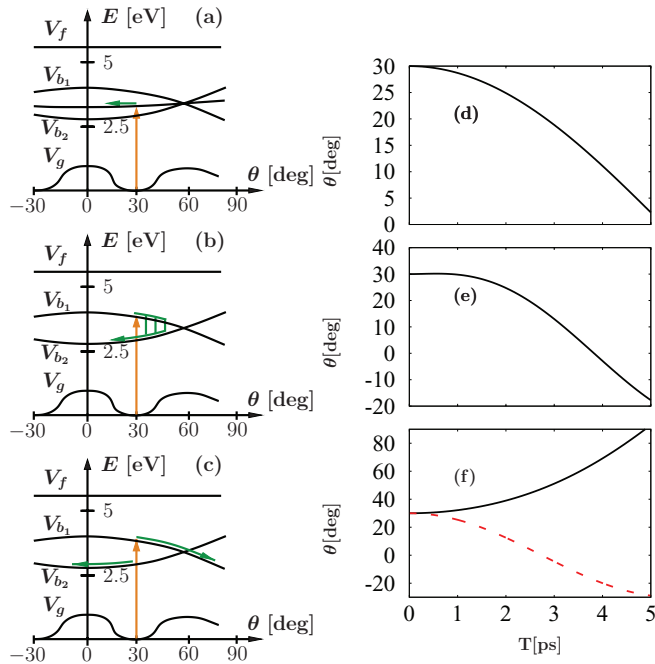 E [eV] (a)
V_f
5
V_{b_1}
V_{b_2} 2.5
V_g
θ [deg]
−30 0 30 60 90
E [eV] (b)
V_f
5
V_{b_1}
V_{b_2} 2.5
V_g
θ [deg]
−30 0 30 60 90
E [eV] (c)
V_f
5
V_{b_1}
V_{b_2} 2.5
V_g
θ [deg]
−30 0 30 60 90
30
25
20
15
10
5
0
θ[deg]
(d)
40
30
20
10
0
-10
-20
θ[deg]
(e)
80
60
40
20
0
-20
θ[deg]
(f)
0 1 2 3 4 5
T[ps]